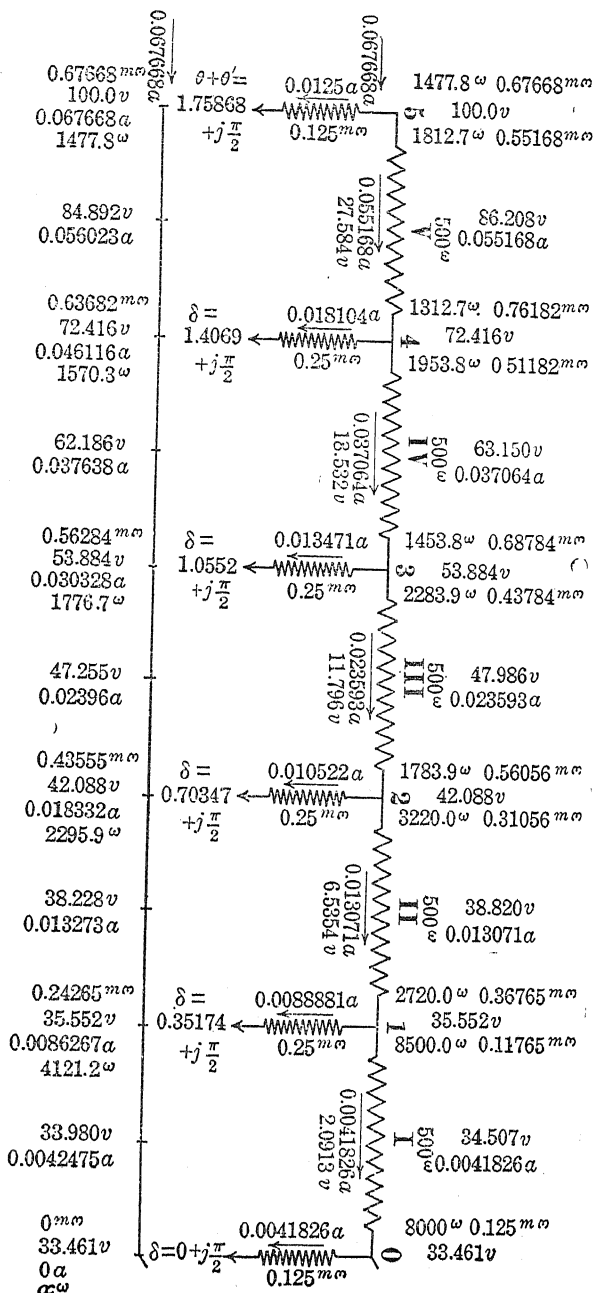 0.067668a
0.067668a
0.67668mω
100.0v
0.067668a
1477.8ω
θ+θ′=
1.75868
+jπ/2
0.0125a
0.125mω
1477.8ω 0.67668mω
5 100.0v
1812.7ω 0.55168mω
84.892v
0.056023a
0.055168a
27.584v
V
500ω
86.208v
0.055168a
0.63682mω
72.416v
0.046116a
1570.3ω
δ=
1.4069
+jπ/2
0.018104a
0.25mω
1312.7ω 0.76182mω
4 72.416v
1953.8ω 0 51182mω
62.186v
0.037638a
0.037064a
18.532v
IV
500ω
63.150v
0.037064a
0.56284mω
53.884v
0.030328a
1776.7ω
δ=
1.0552
+jπ/2
0.013471a
0.25mω
1453.8ω 0.68784mω
3 53.884v
2283.9ω 0.43784mω
47.255v
0.02396a
0.023593a
11.796v
III
500ω
47.986v
0.023593a
0.43555mω
42.088v
0.018332a
2295.9ω
δ=
0.70347
+jπ/2
0.010522a
0.25mω
1783.9ω 0.56056mω
2 42.088v
3220.0ω 0.31056mω
38.228v
0.013273a
0.013071a
6.5354v
II
500ω
38.820v
0.013071a
0.24265mω
35.552v
0.0086267a
4121.2ω
δ=
0.35174
+jπ/2
0.0088881a
0.25mω
2720.0ω 0.36765mω
1 35.552v
8500.0ω 0.11765mω
33.980v
0.0042475a
0.0041826a
2.0913v
I
500ω
34.507v
0.0041826a
0mω
33.461v
0a
∞ω
δ=0+jπ/2
0.0041826a
0.125mω
8000ω 0.125mω
0 33.461v